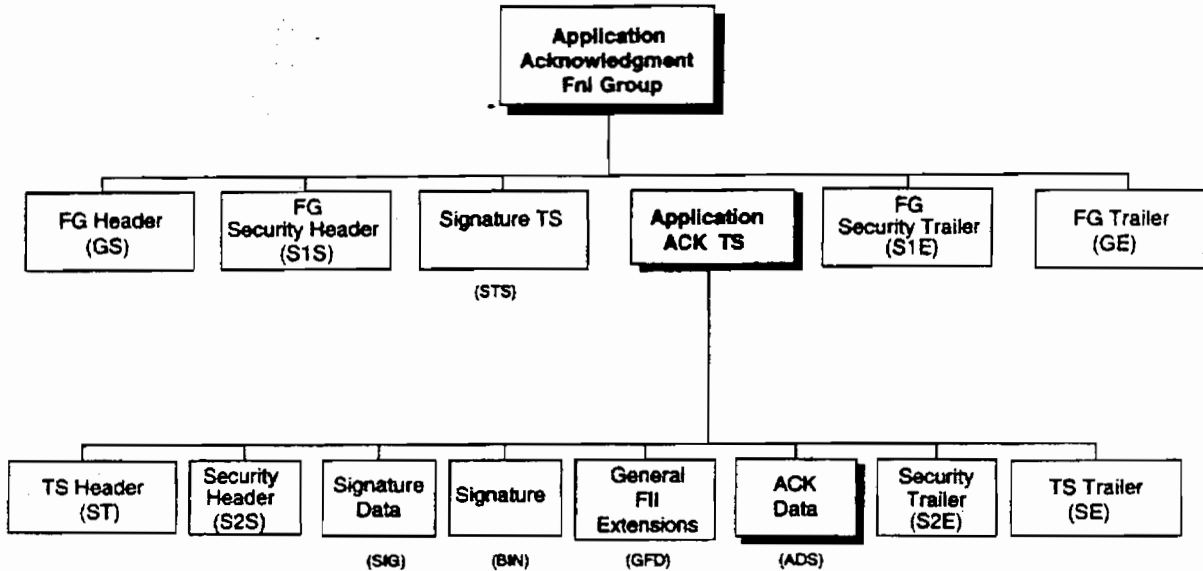 Application
Acknowledgment
Fnl Group
FG Header
(GS)
FG
Security Header
(S1S)
Signature TS
{STS}
Application
ACK TS
FG
Security Trailer
(S1E)
FG Trailer
(GE)
TS Header
(ST)
Security
Header
(S2S)
Signature
Data
{SIG}
Signature
{BIN}
General
FII
Extensions
{GFD}
ACK
Data
{ADS}
Security
Trailer
(S2E)
TS Trailer
(SE)